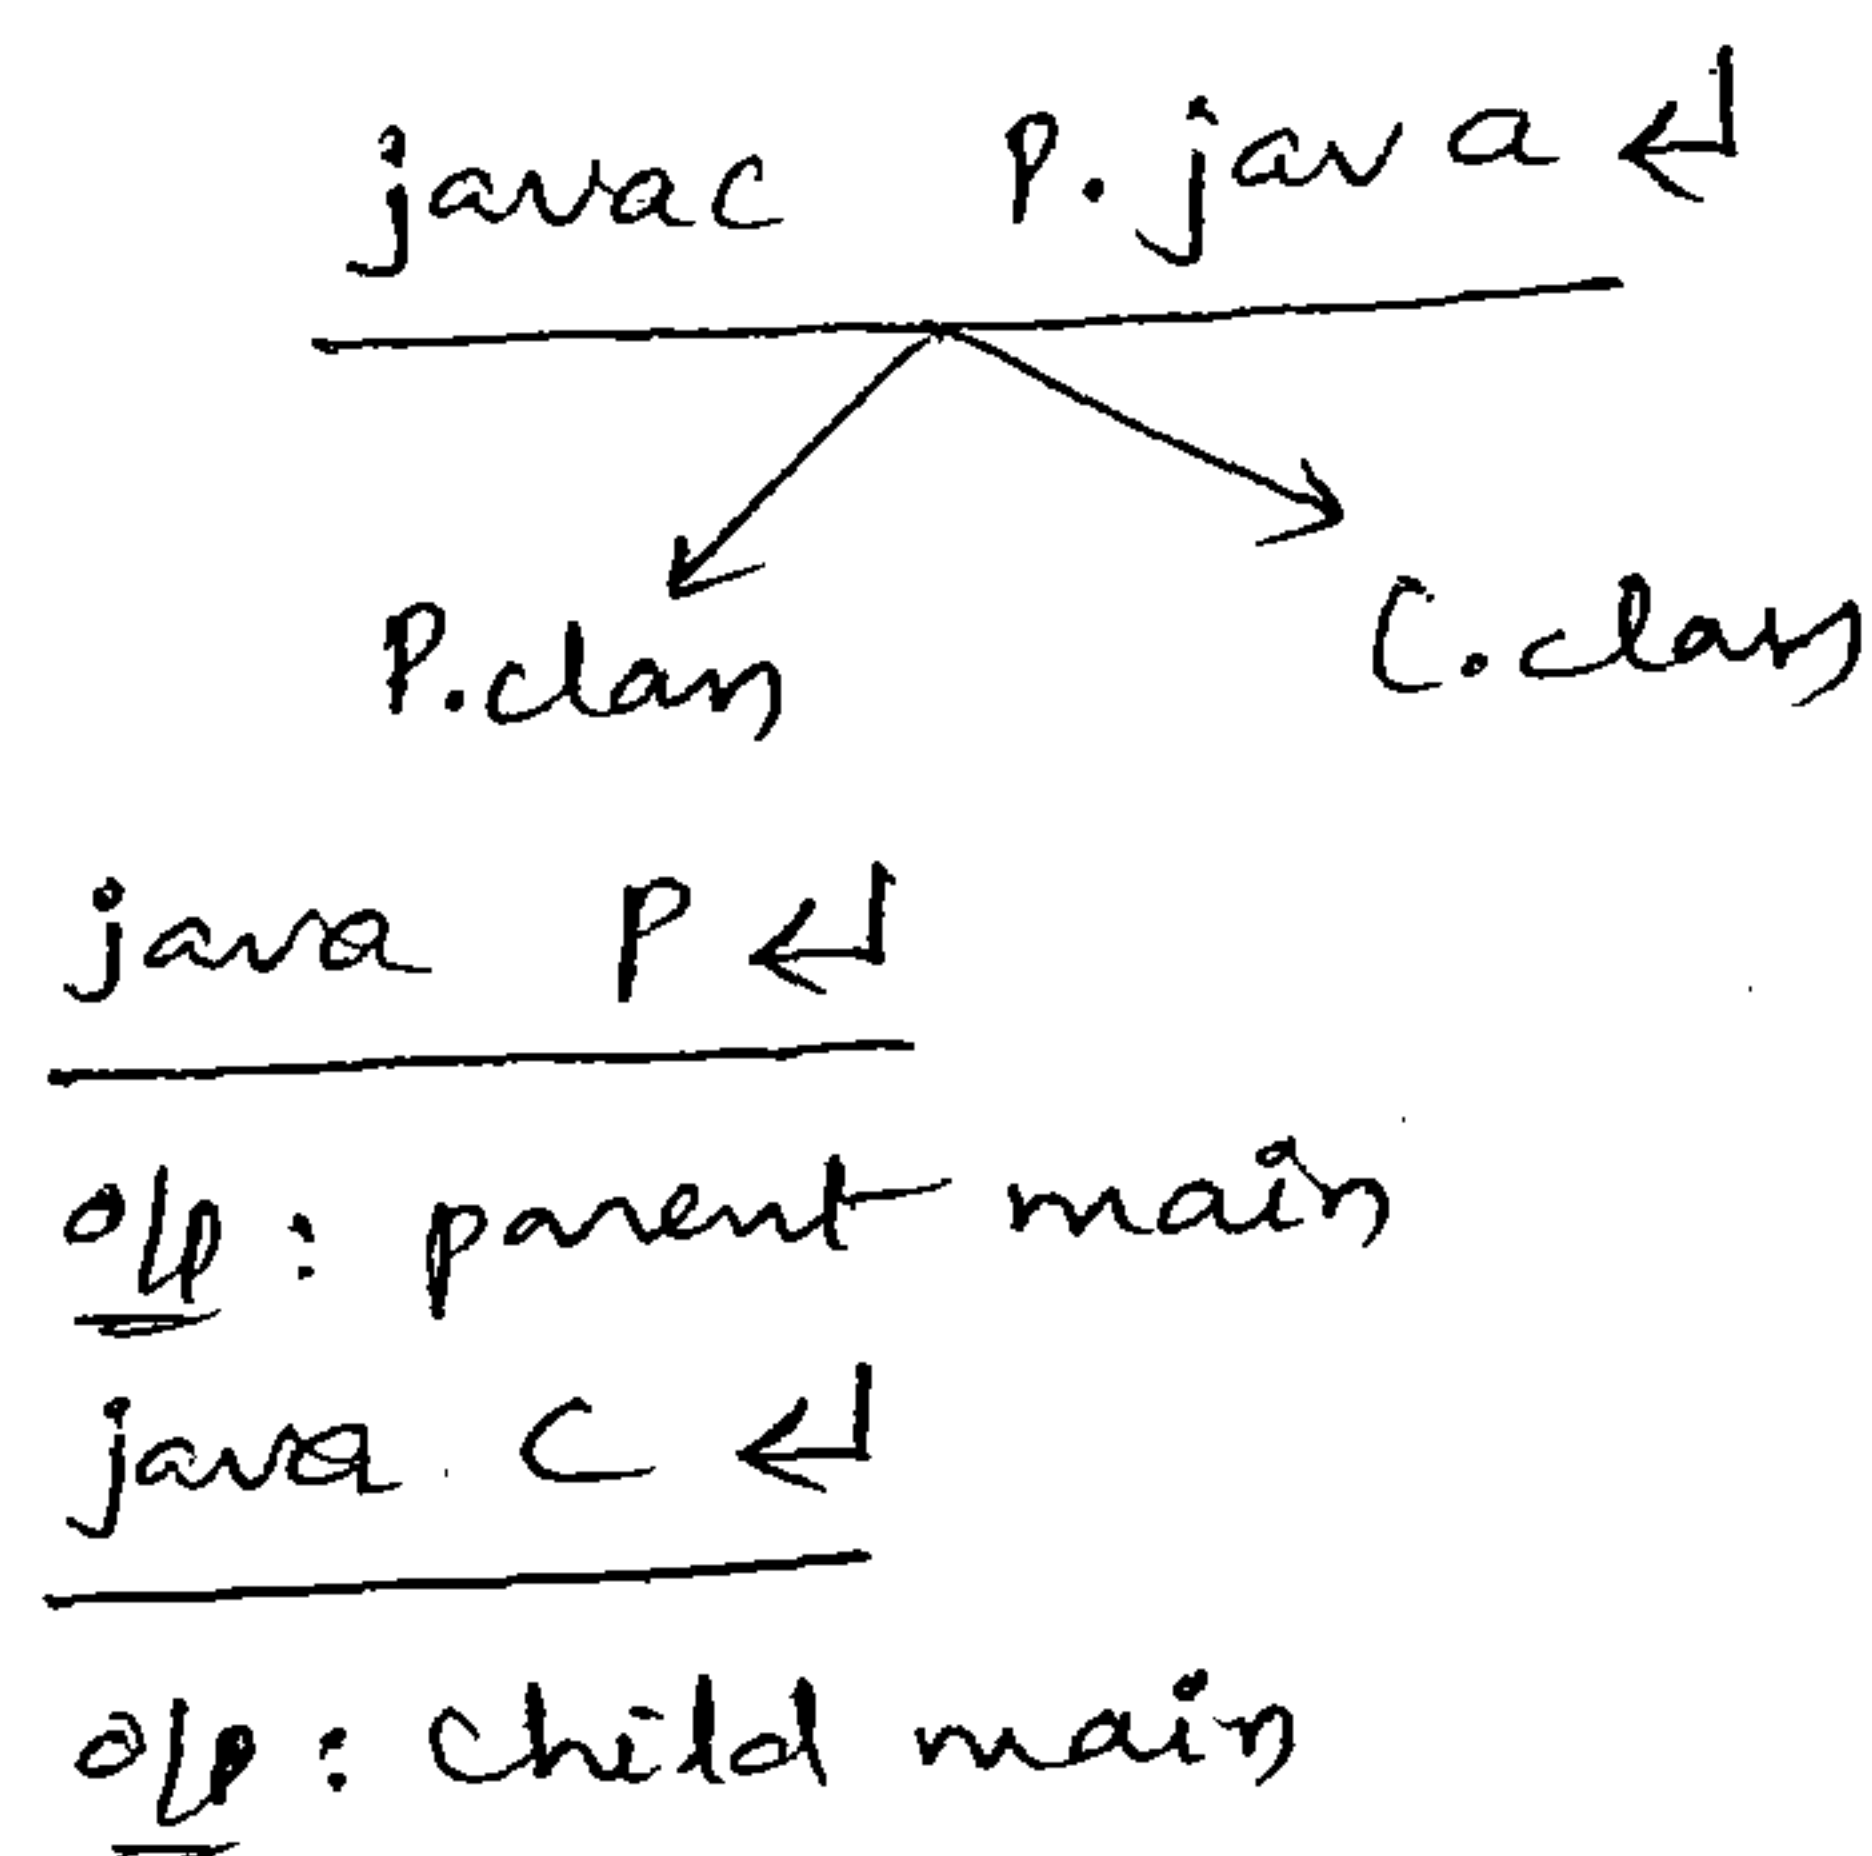 javac P.java ↵
P.class C.class
java P ↵
o/p : parent main
java C ↵
o/p : child main